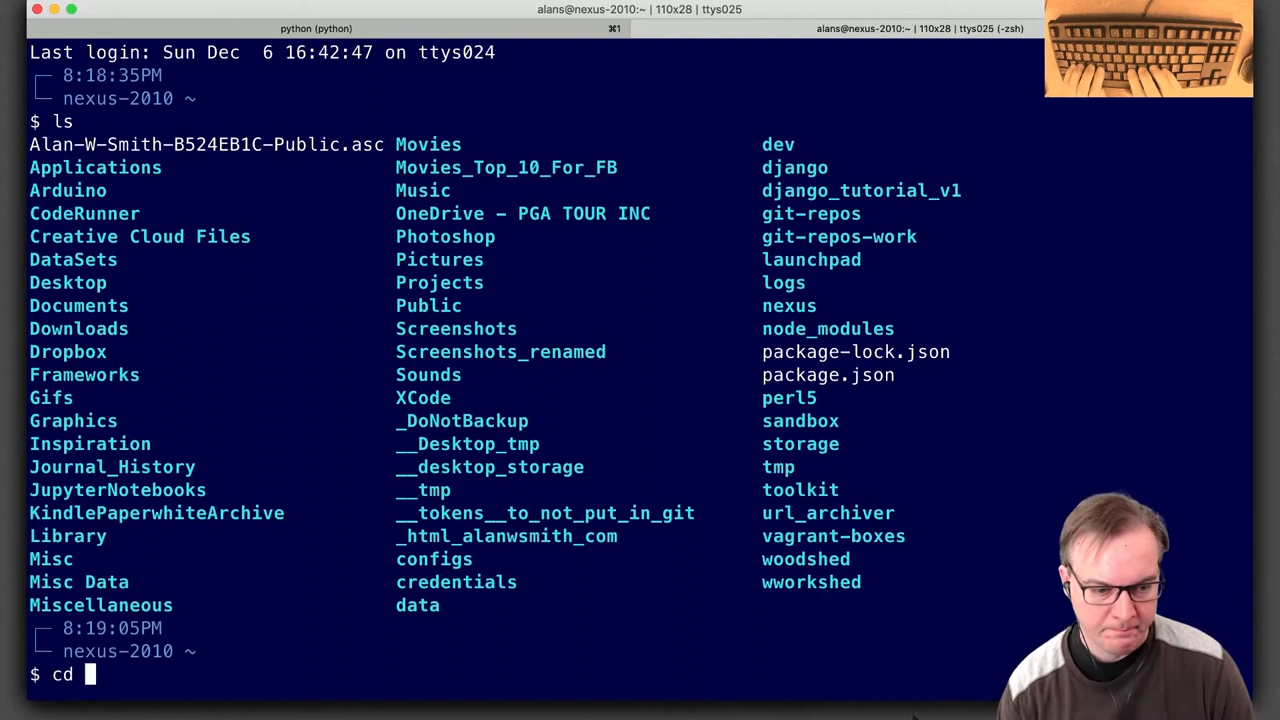 alans@nexus-2010:~ | 110x28 | ttys025
python (python) ⌘1 alans@nexus-2010:~ | 110x28 | ttys025 (-zsh)
Last login: Sun Dec  6 16:42:47 on ttys024
8:18:35PM
nexus-2010 ~
$ ls
Alan-W-Smith-B524EB1C-Public.asc Movies dev
Applications Movies_Top_10_For_FB django
Arduino Music django_tutorial_v1
CodeRunner OneDrive - PGA TOUR INC git-repos
Creative Cloud Files Photoshop git-repos-work
DataSets Pictures launchpad
Desktop Projects logs
Documents Public nexus
Downloads Screenshots node_modules
Dropbox Screenshots_renamed package-lock.json
Frameworks Sounds package.json
Gifs XCode perl5
Graphics _DoNotBackup sandbox
Inspiration __Desktop_tmp storage
Journal_History __desktop_storage tmp
JupyterNotebooks __tmp toolkit
KindlePaperwhiteArchive __tokens__to_not_put_in_git url_archiver
Library _html_alanwsmith_com vagrant-boxes
Misc configs woodshed
Misc Data credentials wworkshed
Miscellaneous data
8:19:05PM
nexus-2010 ~
$ cd